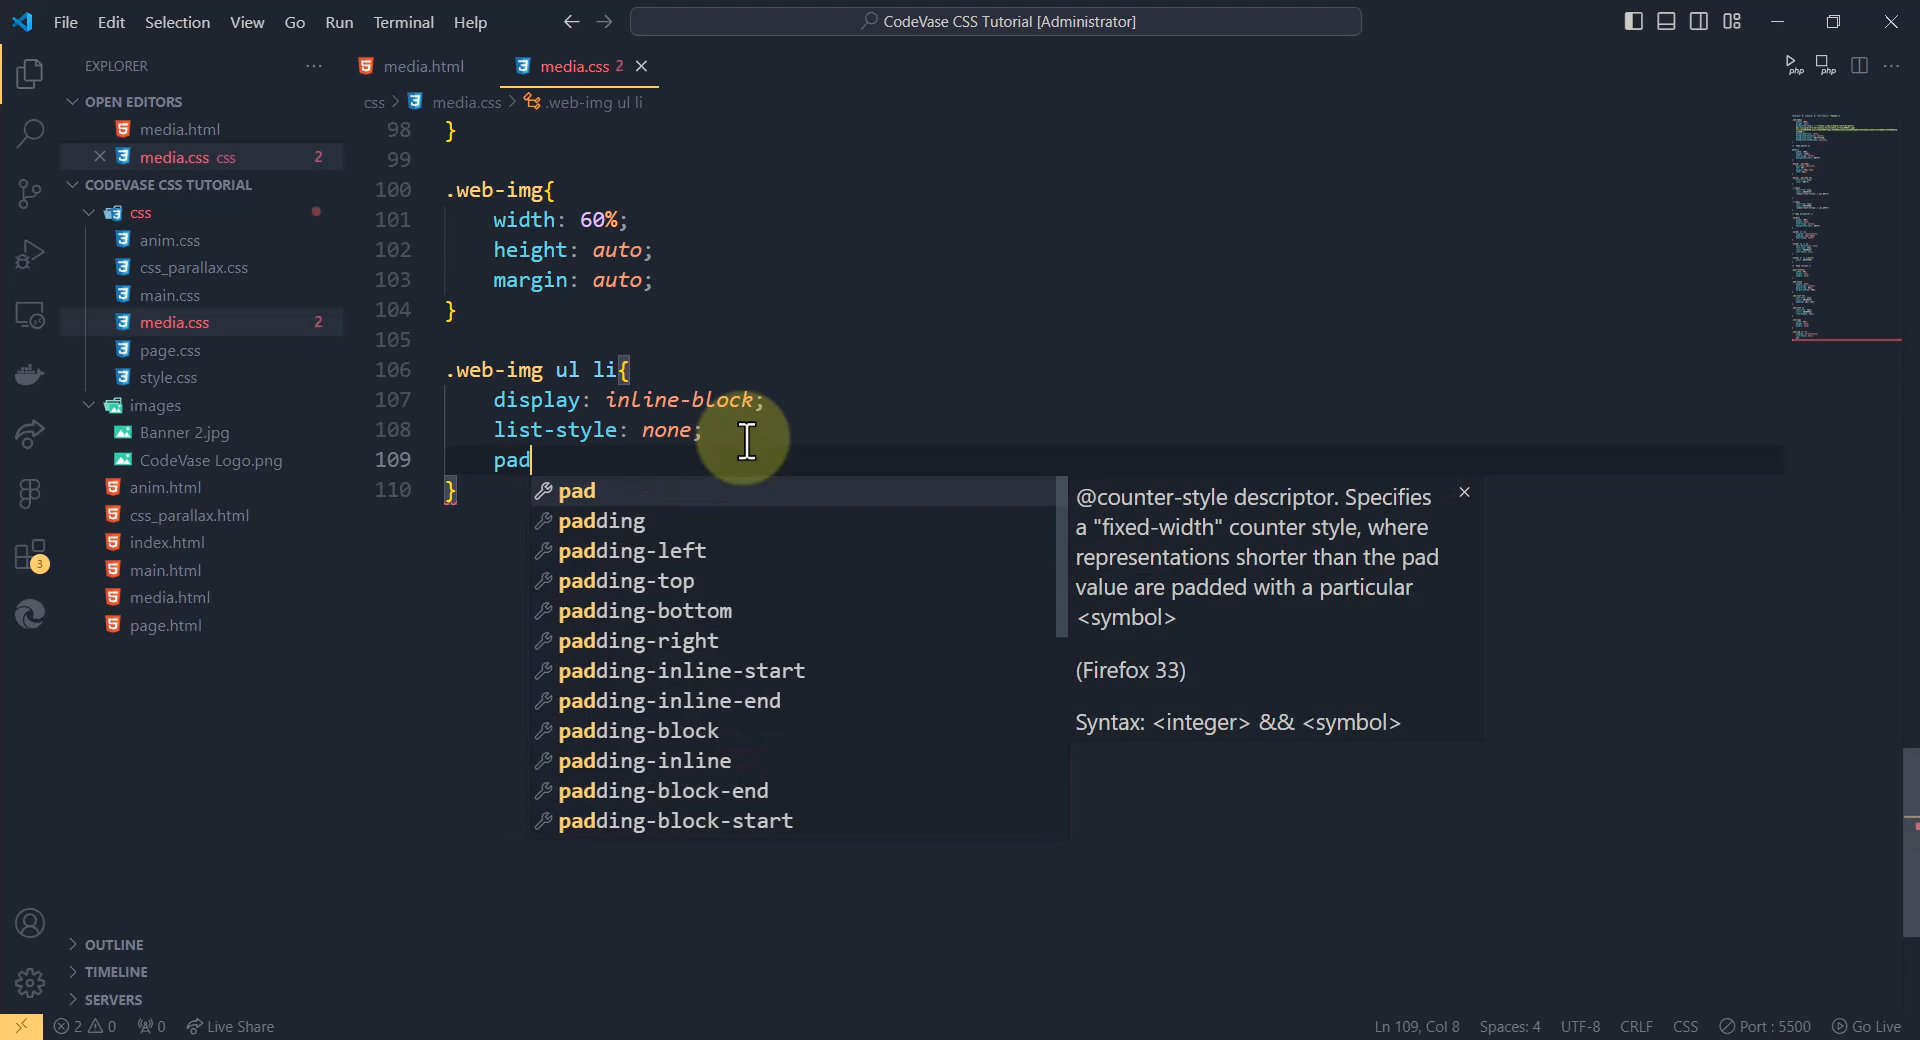 File Edit Selection View Go Run Terminal Help
CodeVase CSS Tutorial [Administrator]
EXPLORER
OPEN EDITORS
media.html
media.css css 2
CODEVASE CSS TUTORIAL
css
anim.css
css_parallax.css
main.css
media.css 2
page.css
style.css
images
Banner 2.jpg
CodeVase Logo.png
anim.html
css_parallax.html
index.html
main.html
media.html
page.html
OUTLINE
TIMELINE
SERVERS
3
media.html
media.css 2
php php
css > media.css > .web-img ul li
98 }
99
100 .web-img{
101 width: 60%;
102 height: auto;
103 margin: auto;
104 }
105
106 .web-img ul li{
107 display: inline-block;
108 list-style: none;
109 pad
110 }
pad
padding
padding-left
padding-top
padding-bottom
padding-right
padding-inline-start
padding-inline-end
padding-block
padding-inline
padding-block-end
padding-block-start
@counter-style descriptor. Specifies
a "fixed-width" counter style, where
representations shorter than the pad
value are padded with a particular
<symbol>
(Firefox 33)
Syntax: <integer> && <symbol>
2 0 0 Live Share
Ln 109, Col 8 Spaces: 4 UTF-8 CRLF CSS Port : 5500 Go Live